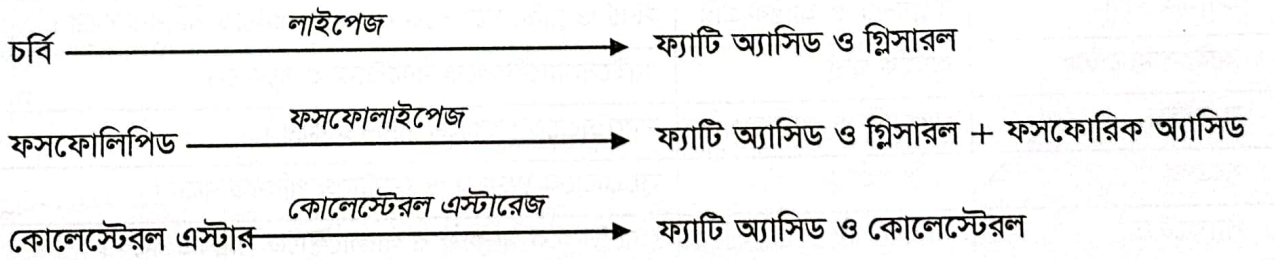 লাইপেজ
চর্বি ফ্যাটি অ্যাসিড ও গ্লিসারল
ফসফোলাইপেজ
ফসফোলিপিড ফ্যাটি অ্যাসিড ও গ্লিসারল + ফসফোরিক অ্যাসিড
কোলেস্টেরল এস্টারেজ
কোলেস্টেরল এস্টার ফ্যাটি অ্যাসিড ও কোলেস্টেরল